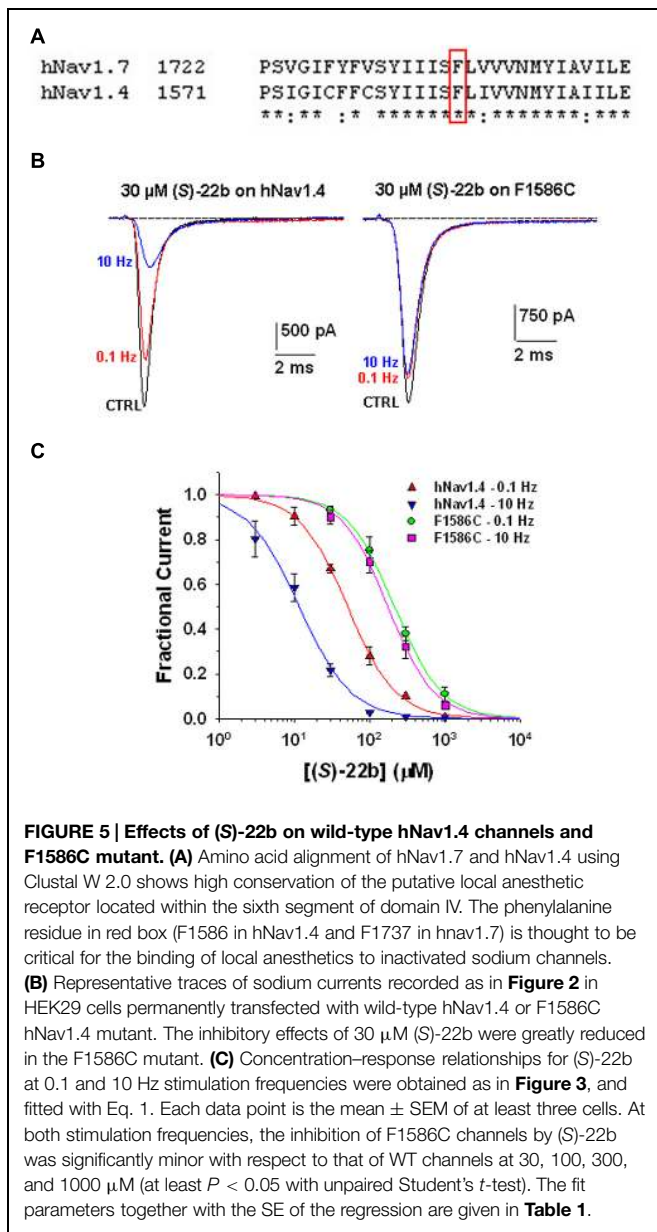 A
hNav1.7 1722 PSVGIFYFVSYIIISFLVVVNMYIAVILE
hNav1.4 1571 PSIGICFFCSYIIISFLIVVNMYIAIILE
**:** :* *********:*******:***
B
30 µM (S)-22b on hNav1.4
30 µM (S)-22b on F1586C
10 Hz
0.1 Hz
CTRL
500 pA
2 ms
10 Hz
0.1 Hz
CTRL
750 pA
2 ms
C
Fractional Current
1.0
0.8
0.6
0.4
0.2
0.0
hNav1.4 - 0.1 Hz
hNav1.4 - 10 Hz
F1586C - 0.1 Hz
F1586C - 10 Hz
10⁰ 10¹ 10² 10³ 10⁴
[(S)-22b] (µM)
FIGURE 5 | Effects of (S)-22b on wild-type hNav1.4 channels and
F1586C mutant. (A) Amino acid alignment of hNav1.7 and hNav1.4 using
Clustal W 2.0 shows high conservation of the putative local anesthetic
receptor located within the sixth segment of domain IV. The phenylalanine
residue in red box (F1586 in hNav1.4 and F1737 in hnav1.7) is thought to be
critical for the binding of local anesthetics to inactivated sodium channels.
(B) Representative traces of sodium currents recorded as in Figure 2 in
HEK29 cells permanently transfected with wild-type hNav1.4 or F1586C
hNav1.4 mutant. The inhibitory effects of 30 µM (S)-22b were greatly reduced
in the F1586C mutant. (C) Concentration–response relationships for (S)-22b
at 0.1 and 10 Hz stimulation frequencies were obtained as in Figure 3, and
fitted with Eq. 1. Each data point is the mean ± SEM of at least three cells. At
both stimulation frequencies, the inhibition of F1586C channels by (S)-22b
was significantly minor with respect to that of WT channels at 30, 100, 300,
and 1000 µM (at least P < 0.05 with unpaired Student's t-test). The fit
parameters together with the SE of the regression are given in Table 1.